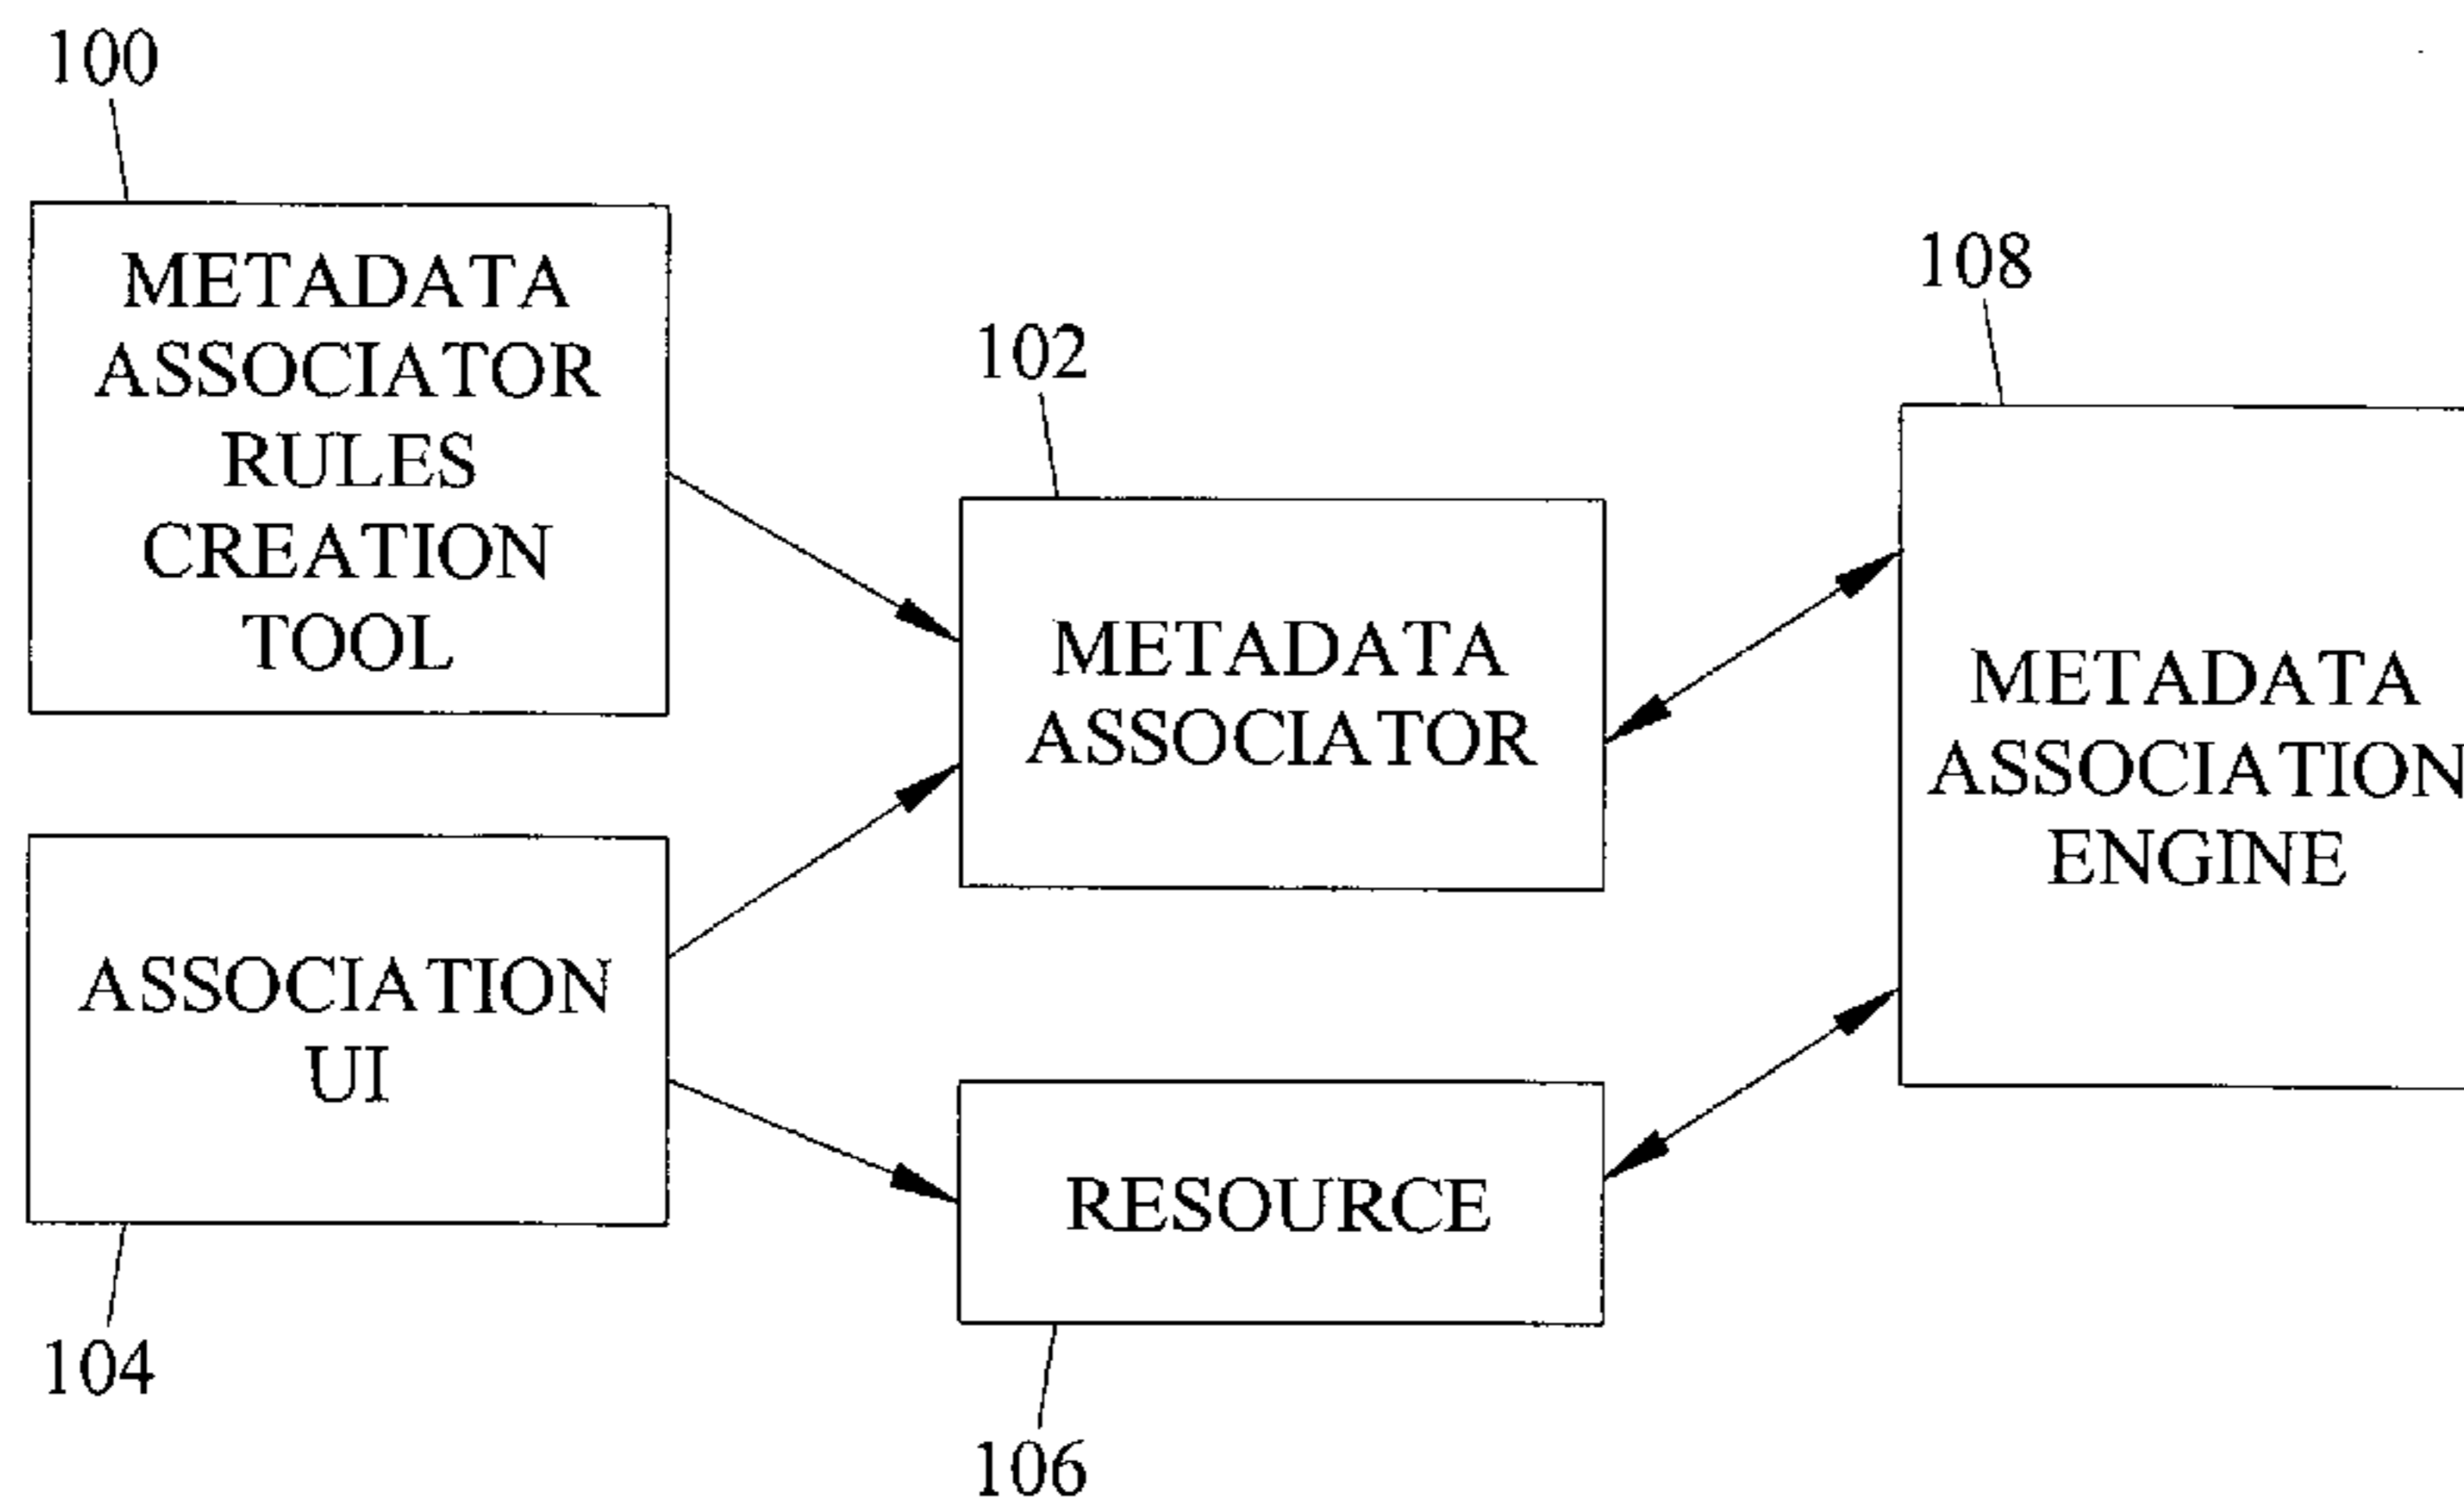 100
METADATA
ASSOCIATOR
RULES
CREATION
TOOL
102
METADATA
ASSOCIATOR
108
METADATA
ASSOCIATION
ENGINE
ASSOCIATION
UI
104
RESOURCE
106